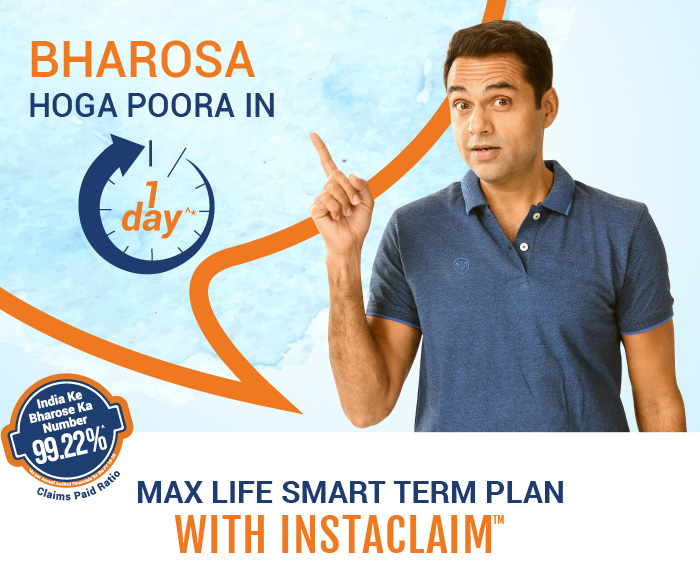 BHAROSA
HOGA POORA IN
1
day^*
India Ke
Bharose Ka
Number
99.22%^
Claims Paid Ratio
MAX LIFE SMART TERM PLAN
WITH INSTACLAIM™